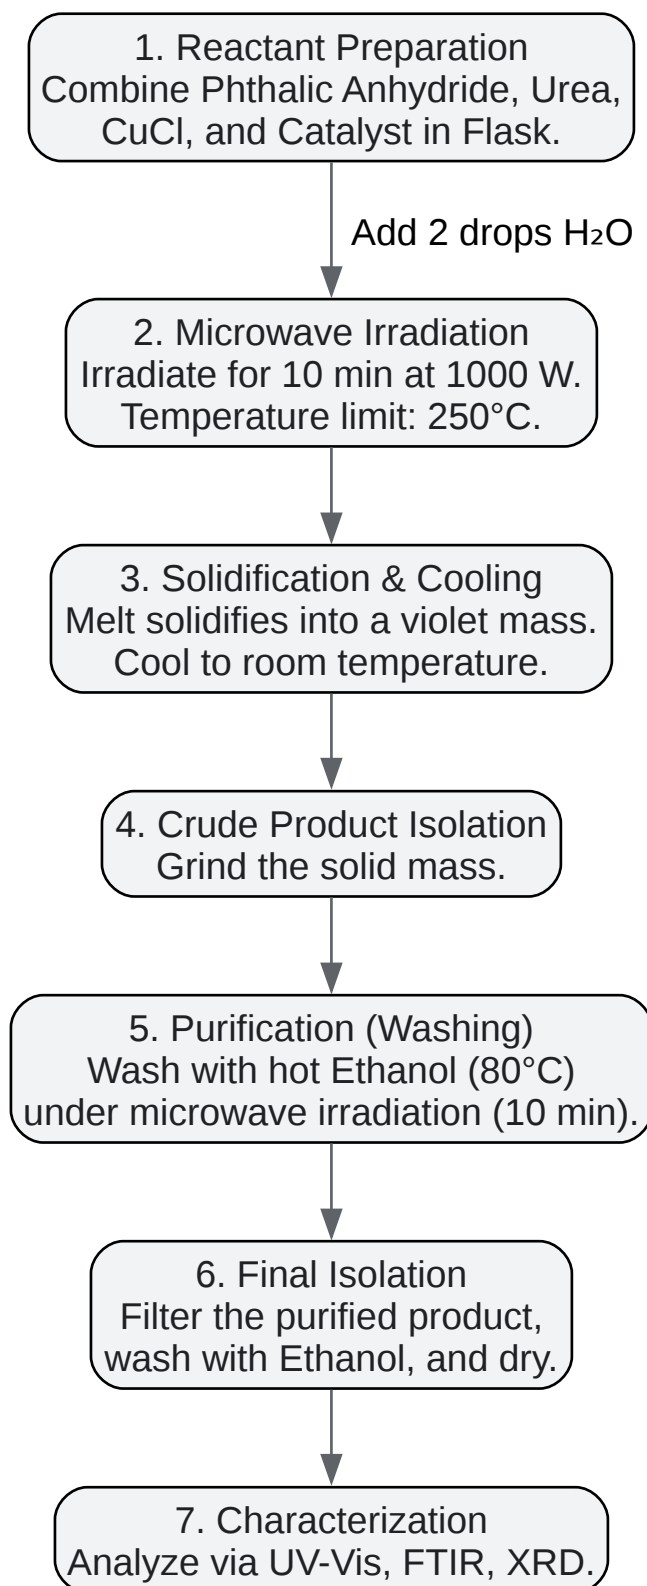 1. Reactant Preparation
Combine Phthalic Anhydride, Urea,
CuCl, and Catalyst in Flask.
Add 2 drops H₂O
2. Microwave Irradiation
Irradiate for 10 min at 1000 W.
Temperature limit: 250°C.
3. Solidification & Cooling
Melt solidifies into a violet mass.
Cool to room temperature.
4. Crude Product Isolation
Grind the solid mass.
5. Purification (Washing)
Wash with hot Ethanol (80°C)
under microwave irradiation (10 min).
6. Final Isolation
Filter the purified product,
wash with Ethanol, and dry.
7. Characterization
Analyze via UV-Vis, FTIR, XRD.